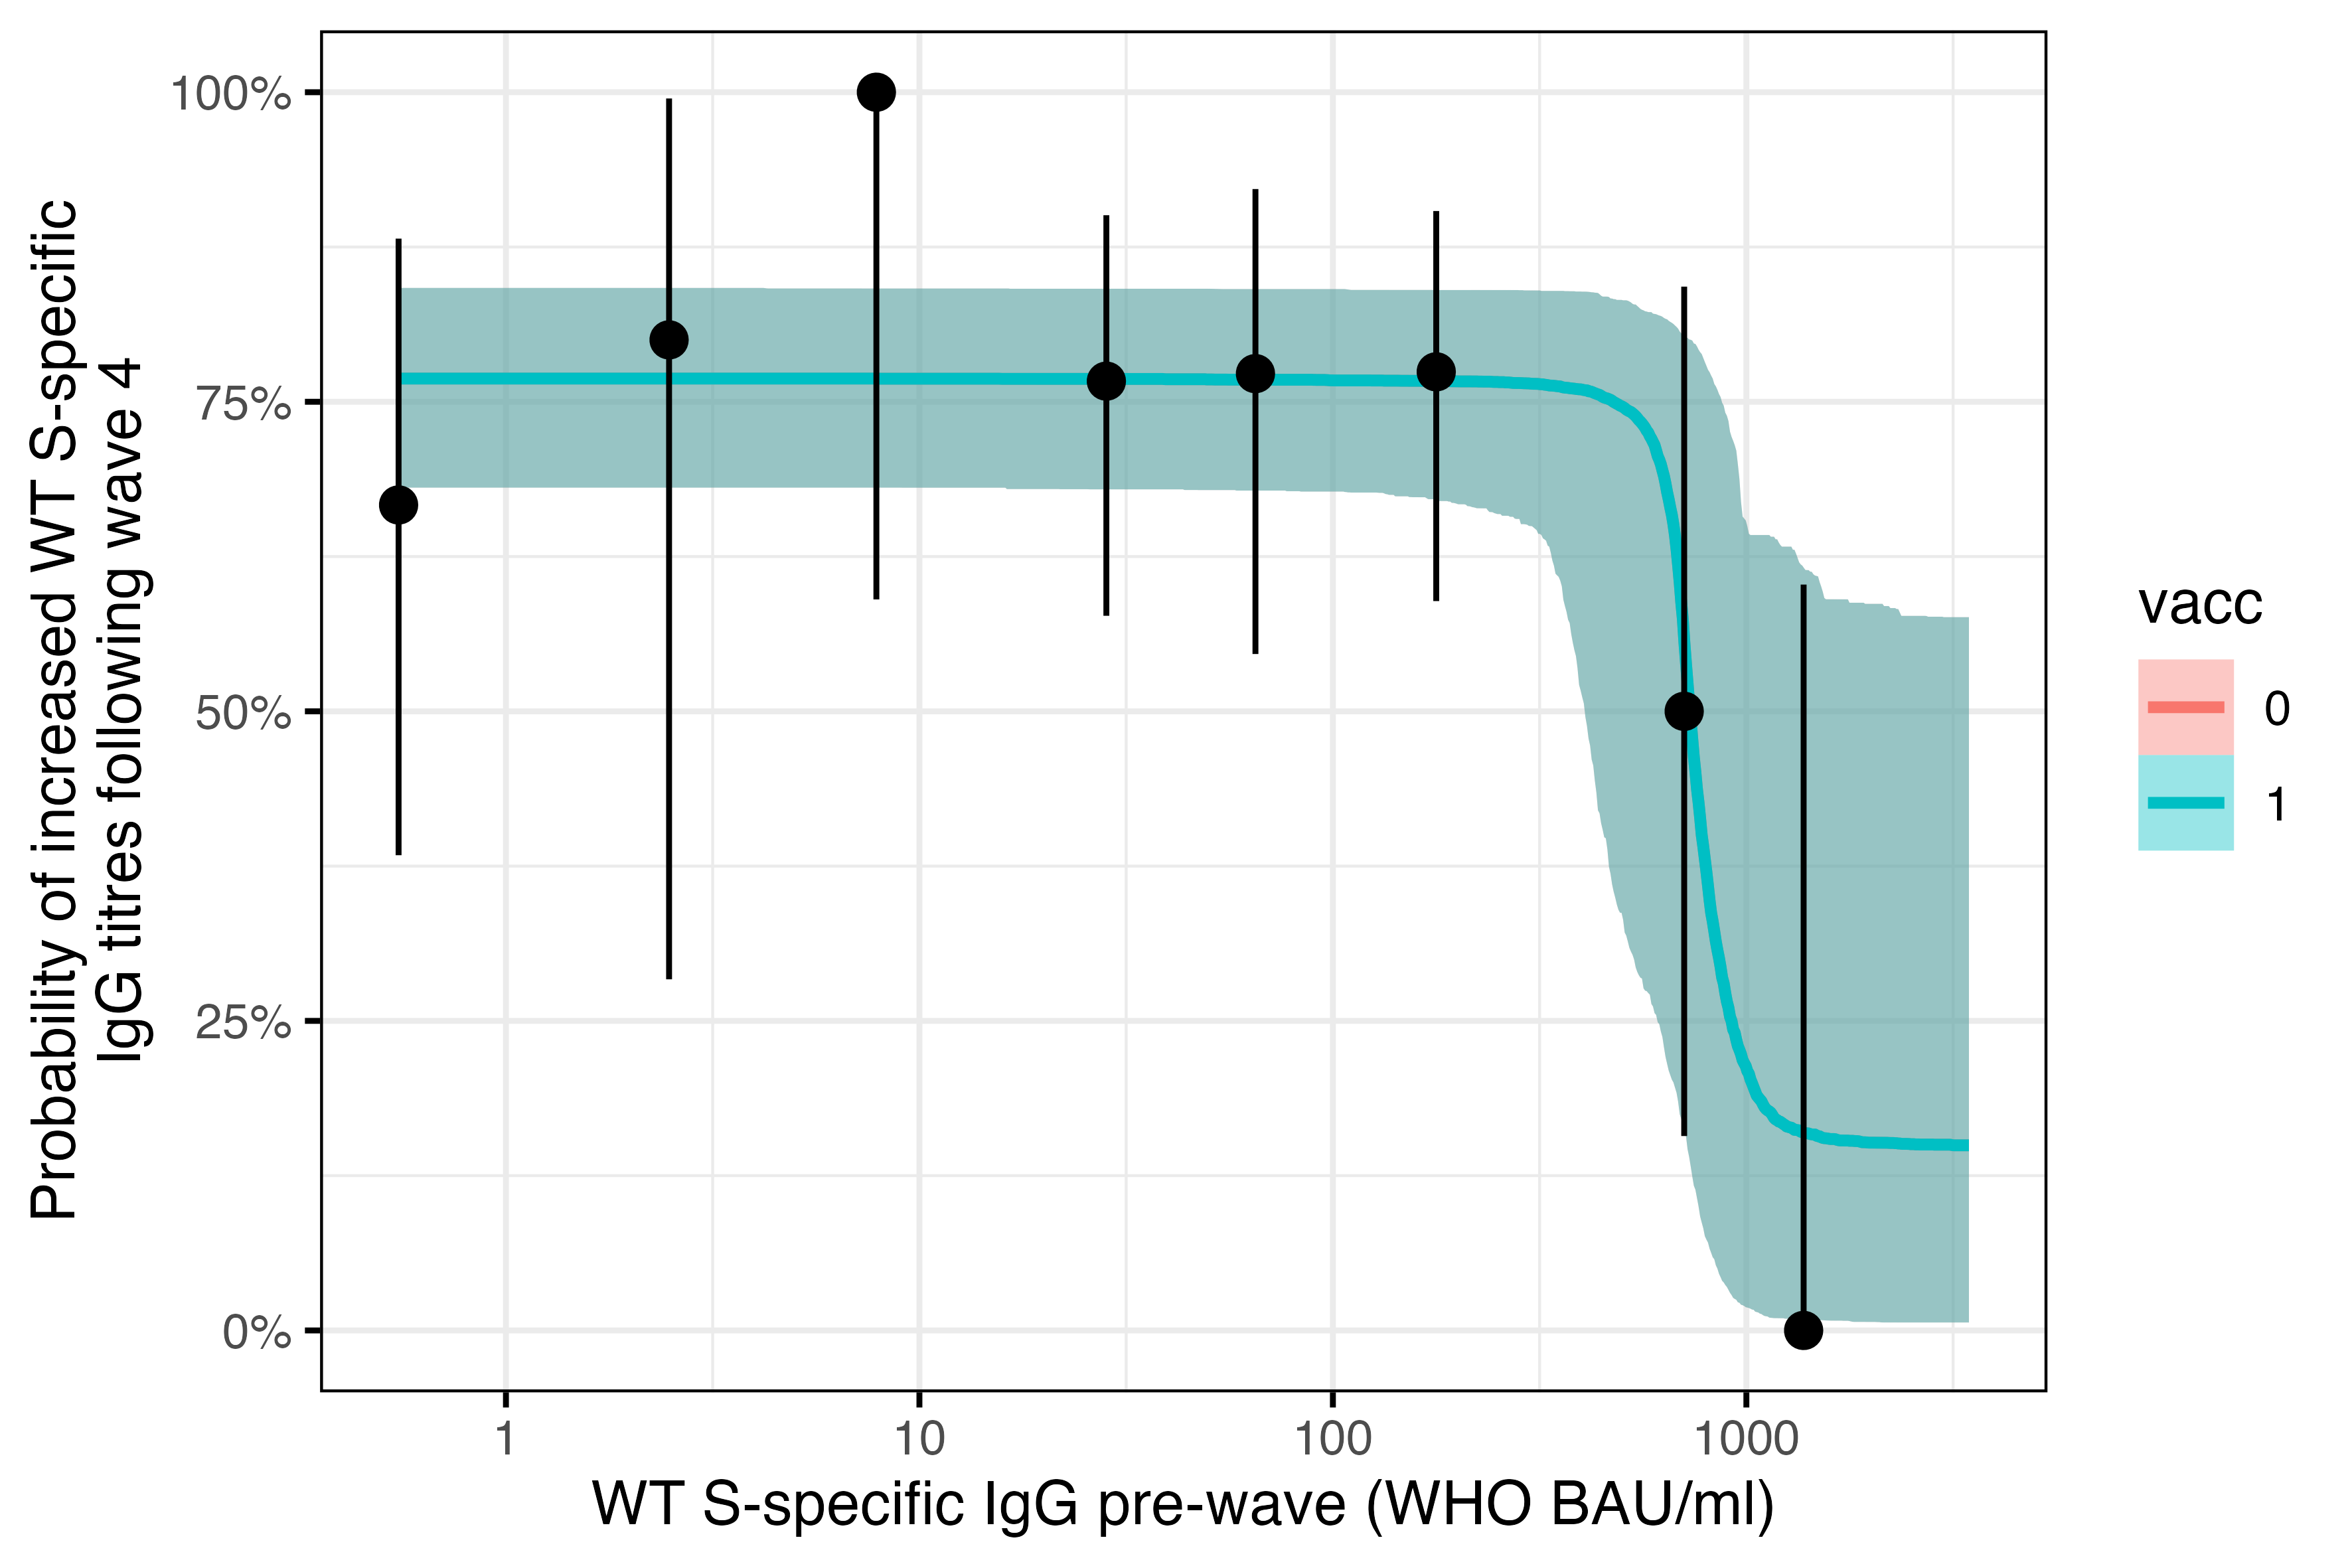 Probability of increased WT S-specific
IgG titres following wave 4
100%
75%
50%
25%
0%
1
10
100
1000
WT S-specific IgG pre-wave (WHO BAU/ml)
vacc
0
1